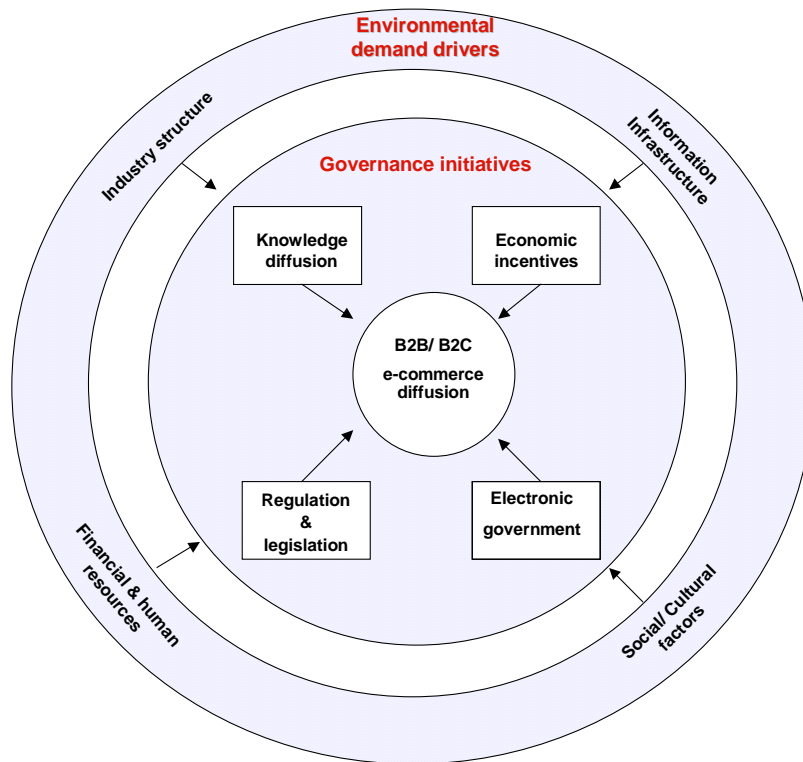 Environmental
demand drivers
Industry structure
Information
Infrastructure
Governance initiatives
Knowledge
diffusion
Economic
incentives
B2B/ B2C
e-commerce
diffusion
Regulation
&
legislation
Electronic
government
Financial & human
resources
Social/ Cultural
factors